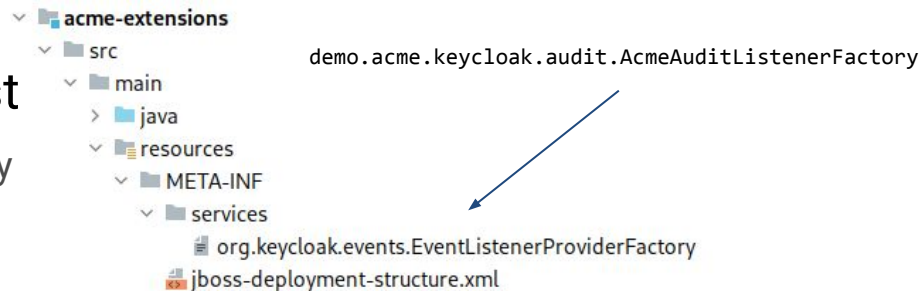 acme-extensions
src
demo.acme.keycloak.audit.AcmeAuditListenerFactory
main
st
java
resources
y
META-INF
services
org.keycloak.events.EventListenerProviderFactory
jboss-deployment-structure.xml